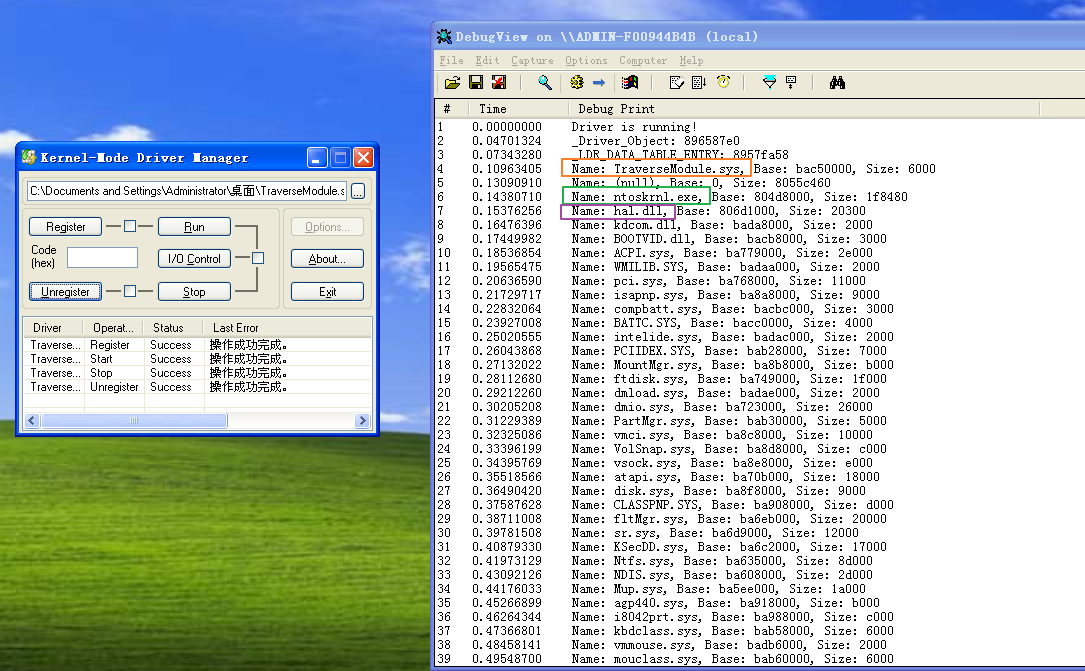 Kernel-Mode Driver Manager
C:\Documents and Settings\Administrator\桌面\TraverseModule.s
...
Register
Run
Options...
Code
(hex)
I/O Control
About...
Unregister
Stop
Exit
Driver Operat... Status Last Error
Traverse... Register Success 操作成功完成。
Traverse... Start Success 操作成功完成。
Traverse... Stop Success 操作成功完成。
Traverse... Unregister Success 操作成功完成。
DebugView on \\ADMIN-F00944B4B (local)
File Edit Capture Options Computer Help
# Time Debug Print
1 0.00000000 Driver is running!
2 0.04701324 _Driver_Object: 896587e0
3 0.07343280 _LDR_DATA_TABLE_ENTRY: 8957fa58
4 0.10963405 Name: TraverseModule.sys, Base: bac50000, Size: 6000
5 0.13090910 Name: (null), Base: 0, Size: 8055c460
6 0.14380710 Name: ntoskrnl.exe, Base: 804d8000, Size: 1f8480
7 0.15376256 Name: hal.dll, Base: 806d1000, Size: 20300
8 0.16476396 Name: kdcom.dll, Base: bada8000, Size: 2000
9 0.17449982 Name: BOOTVID.dll, Base: bacb8000, Size: 3000
10 0.18536854 Name: ACPI.sys, Base: ba779000, Size: 2e000
11 0.19565475 Name: WMILIB.SYS, Base: badaa000, Size: 2000
12 0.20636590 Name: pci.sys, Base: ba768000, Size: 11000
13 0.21729717 Name: isapnp.sys, Base: ba8a8000, Size: 9000
14 0.22832064 Name: compbatt.sys, Base: bacbc000, Size: 3000
15 0.23927008 Name: BATTC.SYS, Base: bacc0000, Size: 4000
16 0.25020555 Name: intelide.sys, Base: badac000, Size: 2000
17 0.26043868 Name: PCIIDEX.SYS, Base: bab28000, Size: 7000
18 0.27132022 Name: MountMgr.sys, Base: ba8b8000, Size: b000
19 0.28112680 Name: ftdisk.sys, Base: ba749000, Size: 1f000
20 0.29212260 Name: dmload.sys, Base: badae000, Size: 2000
21 0.30205208 Name: dmio.sys, Base: ba723000, Size: 26000
22 0.31229389 Name: PartMgr.sys, Base: bab30000, Size: 5000
23 0.32325086 Name: vmci.sys, Base: ba8c8000, Size: 10000
24 0.33396199 Name: VolSnap.sys, Base: ba8d8000, Size: c000
25 0.34395769 Name: vsock.sys, Base: ba8e8000, Size: e000
26 0.35518566 Name: atapi.sys, Base: ba70b000, Size: 18000
27 0.36490420 Name: disk.sys, Base: ba8f8000, Size: 9000
28 0.37587628 Name: CLASSPNP.SYS, Base: ba908000, Size: d000
29 0.38711008 Name: fltMgr.sys, Base: ba6eb000, Size: 20000
30 0.39781508 Name: sr.sys, Base: ba6d9000, Size: 12000
31 0.40879330 Name: KSecDD.sys, Base: ba6c2000, Size: 17000
32 0.41973129 Name: Ntfs.sys, Base: ba635000, Size: 8d000
33 0.43092126 Name: NDIS.sys, Base: ba608000, Size: 2d000
34 0.44176033 Name: Mup.sys, Base: ba5ee000, Size: 1a000
35 0.45266899 Name: agp440.sys, Base: ba918000, Size: b000
36 0.46264344 Name: i8042prt.sys, Base: ba988000, Size: c000
37 0.47366801 Name: kbdclass.sys, Base: bab58000, Size: 6000
38 0.48458141 Name: vmmouse.sys, Base: badb6000, Size: 2000
39 0.49548700 Name: mouclass.sys, Base: bab60000, Size: 6000